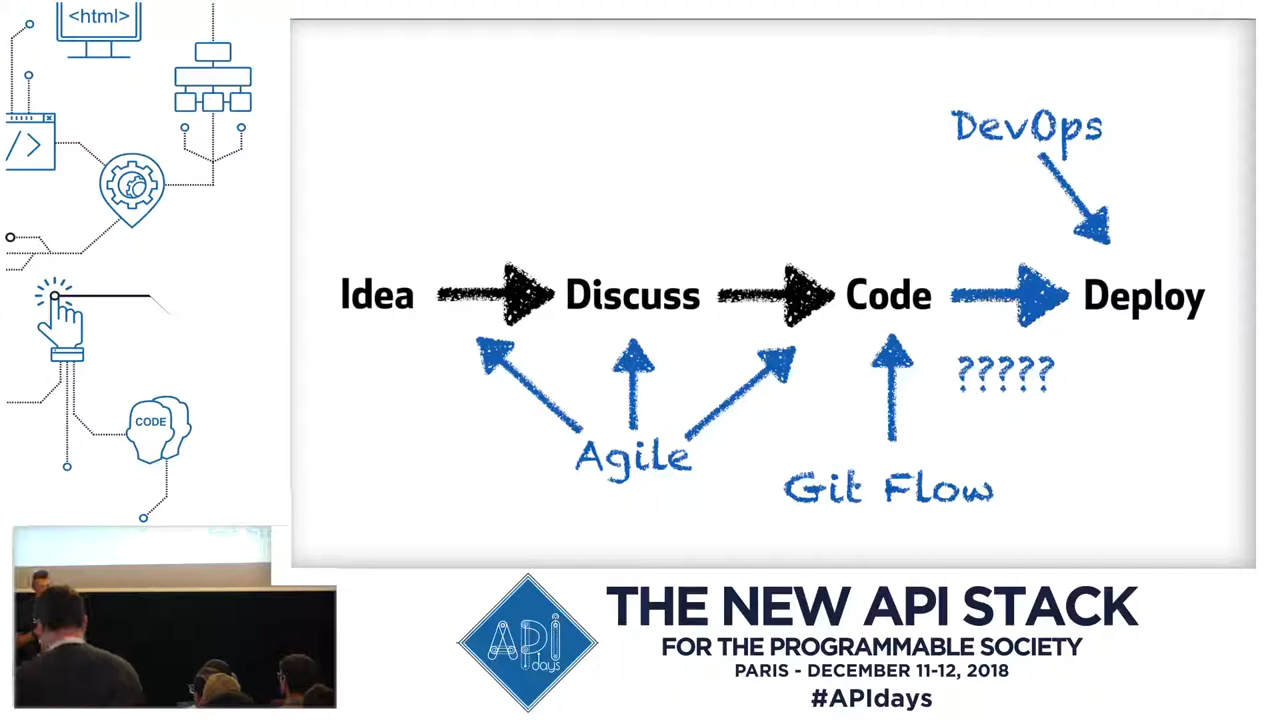 <html>
</>
CODE
DevOps
Idea
Discuss
Code
Deploy
?????
Agile
Git Flow
APi
days
THE NEW API STACK
FOR THE PROGRAMMABLE SOCIETY
PARIS - DECEMBER 11-12, 2018
#APIdays